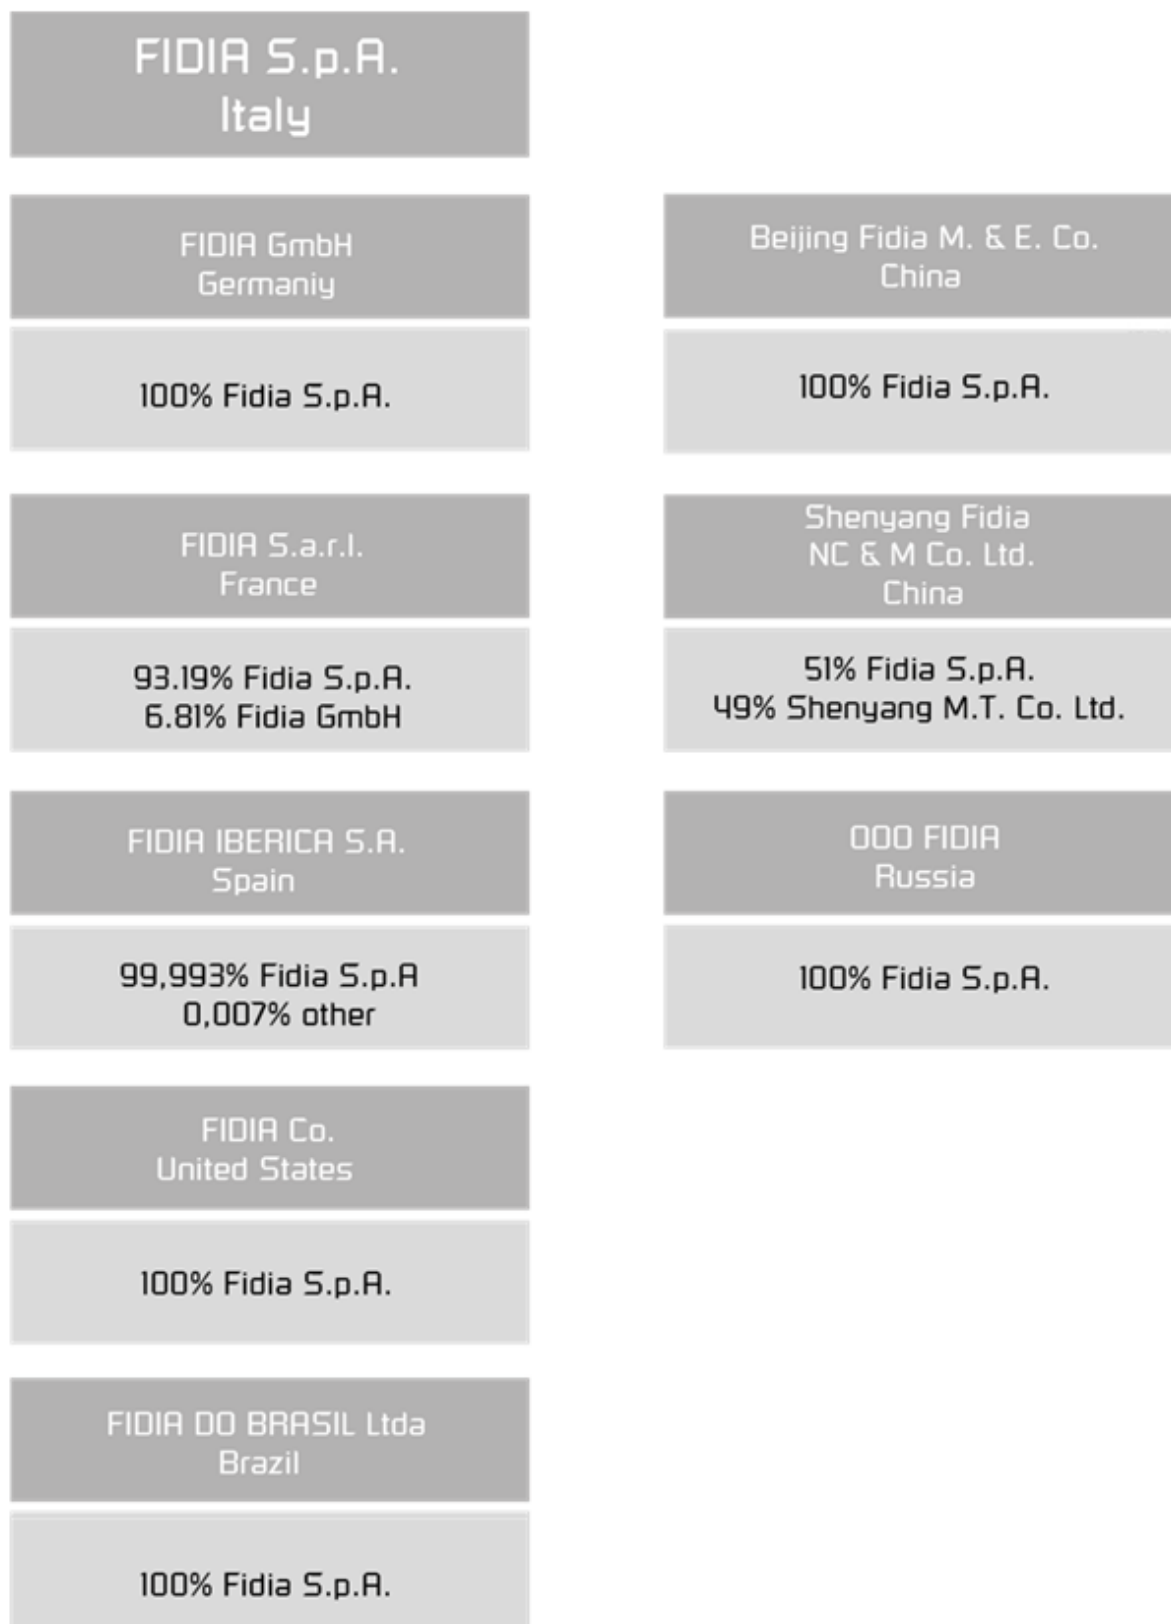 FIDIA S.p.A.
Italy
FIDIA GmbH
Germaniy
100% Fidia S.p.A.
FIDIA S.a.r.l.
France
93.19% Fidia S.p.A.
6.81% Fidia GmbH
FIDIA IBERICA S.A.
Spain
99,993% Fidia S.p.A
0,007% other
FIDIA Co.
United States
100% Fidia S.p.A.
FIDIA DO BRASIL Ltda
Brazil
100% Fidia S.p.A.
Beijing Fidia M. & E. Co.
China
100% Fidia S.p.A.
Shenyang Fidia
NC & M Co. Ltd.
China
51% Fidia S.p.A.
49% Shenyang M.T. Co. Ltd.
OOO FIDIA
Russia
100% Fidia S.p.A.